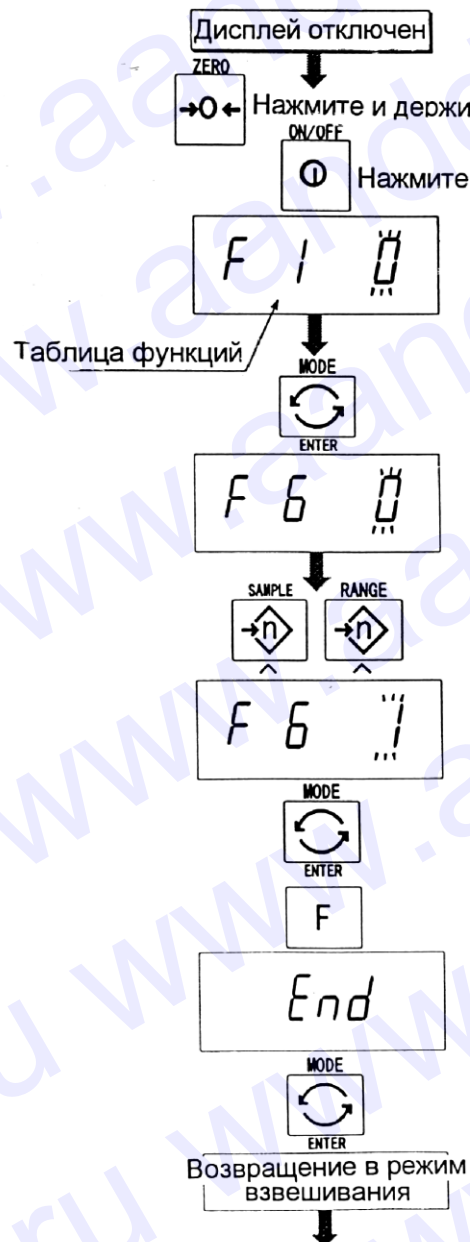 Дисплей отключен
ZERO
→0← Нажмите и держи
ON/OFF
Нажмите
F 1 0
Таблица функций
MODE
ENTER
F 6 0
SAMPLE RANGE
→n →n
F 6 1
MODE
ENTER
F
End
MODE
ENTER
Возвращение в режим
взвешивания